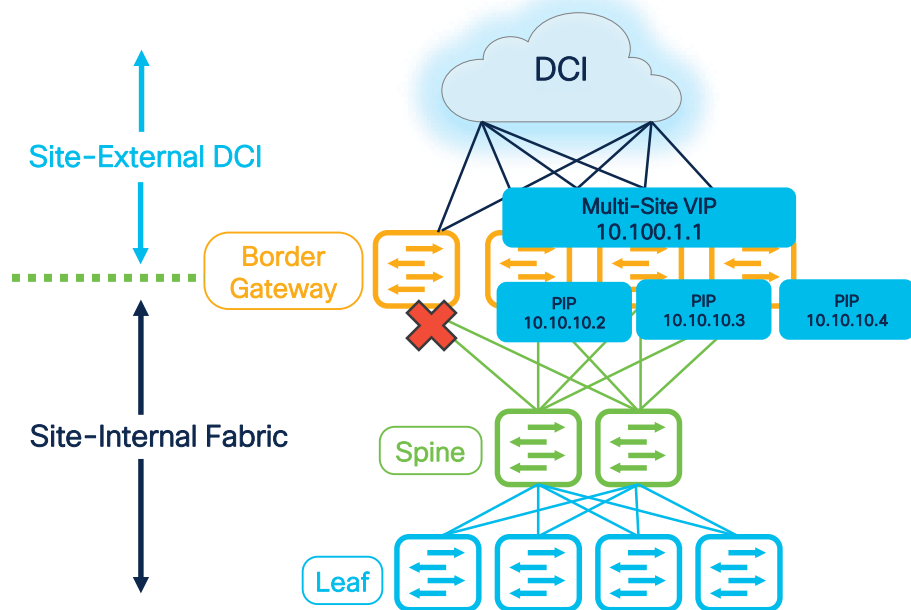 DCI
Site-External DCI
Multi-Site VIP
10.100.1.1
Border
Gateway
PIP
10.10.10.2
PIP
10.10.10.3
PIP
10.10.10.4
Site-Internal Fabric
Spine
Leaf